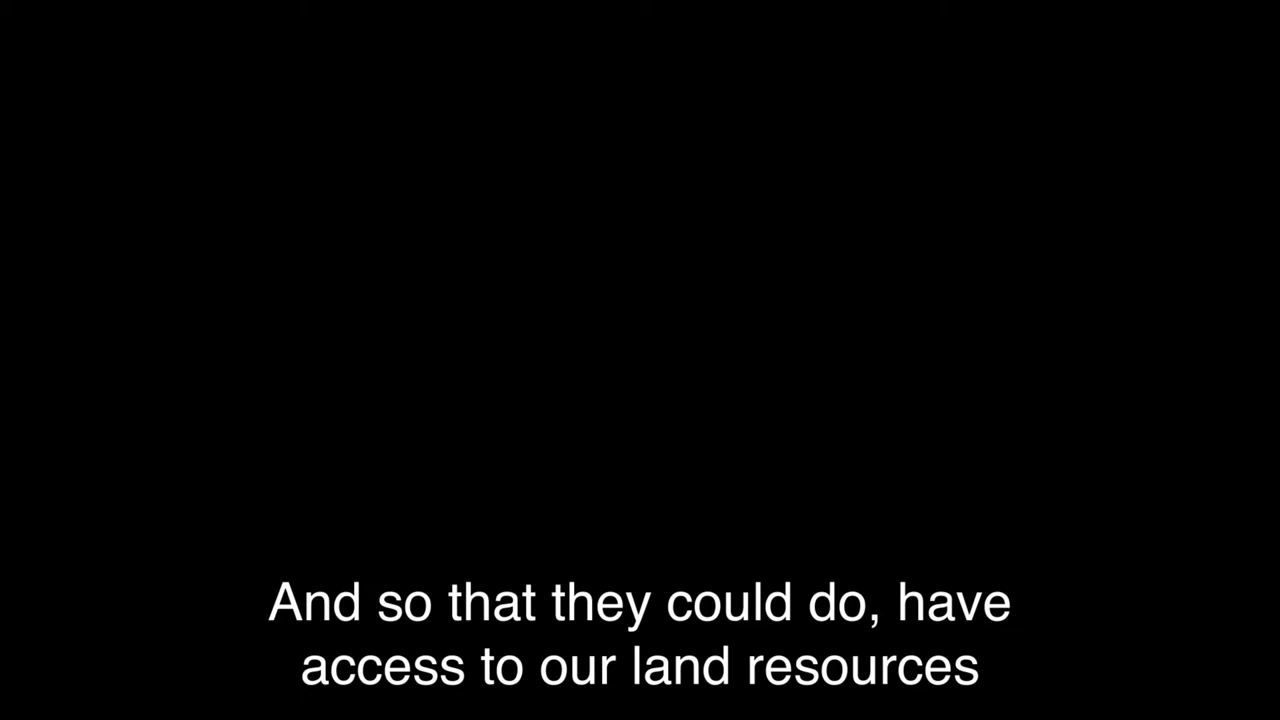 And so that they could do, have
access to our land resources